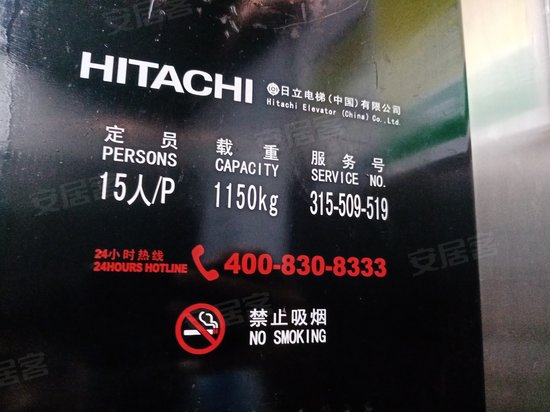 HITACHI
日立电梯(中国)有限公司
Hitachi Elevator (China) Co., Ltd.
定员 载重 服务号
PERSONS CAPACITY SERVICE NO.
15人/P 1150kg 315-509-519
24小时热线
24HOURS HOTLINE 400-830-8333
禁止吸烟
NO SMOKING
安居客
安居客
安居客
安居客
安居客